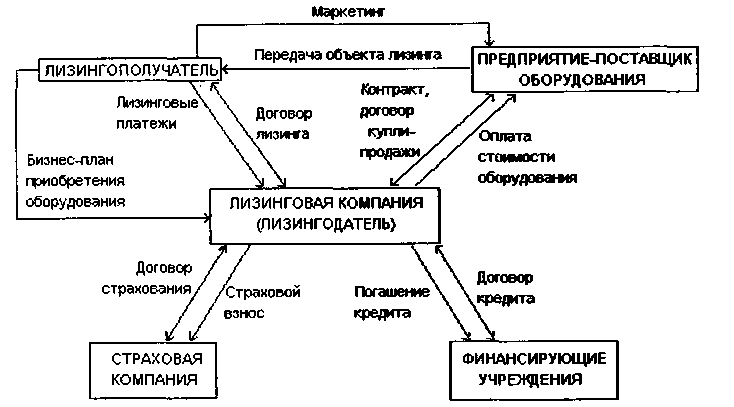 Маркетинг
Передача объекта лизинга
ЛИЗИНГОПОЛУЧАТЕЛЬ
ПРЕДПРИЯТИЕ-ПОСТАВЩИК
ОБОРУДОВАНИЯ
Лизинговые
платежи
Договор
лизинга
Контракт,
договор
купли-
продажи
Оплата
стоимости
оборудования
Бизнес-план
приобретения
оборудования
ЛИЗИНГОВАЯ КОМПАНИЯ
(ЛИЗИНГОДАТЕЛЬ)
Договор
страхования
Страховой
взнос
Погашение
кредита
Договор
кредита
СТРАХОВАЯ
КОМПАНИЯ
ФИНАНСИРУЮЩИЕ
УЧРЕЖДЕНИЯ